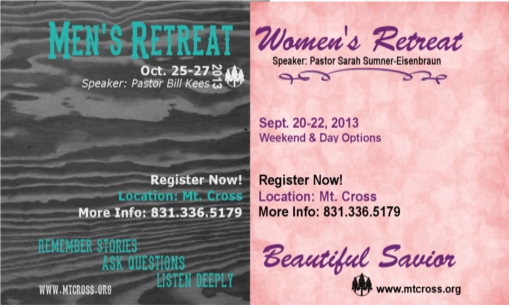 Men's Retreat
Oct. 25-27
2013
Speaker: Pastor Bill Kees
Register Now!
Location: Mt. Cross
More Info: 831.336.5179
Remember Stories
Ask Questions
Listen Deeply
www.mtcross.org
Women's Retreat
Speaker: Pastor Sarah Sumner-Eisenbraun
Sept. 20-22, 2013
Weekend & Day Options
Register Now!
Location: Mt. Cross
More Info: 831.336.5179
Beautiful Savior
www.mtcross.org